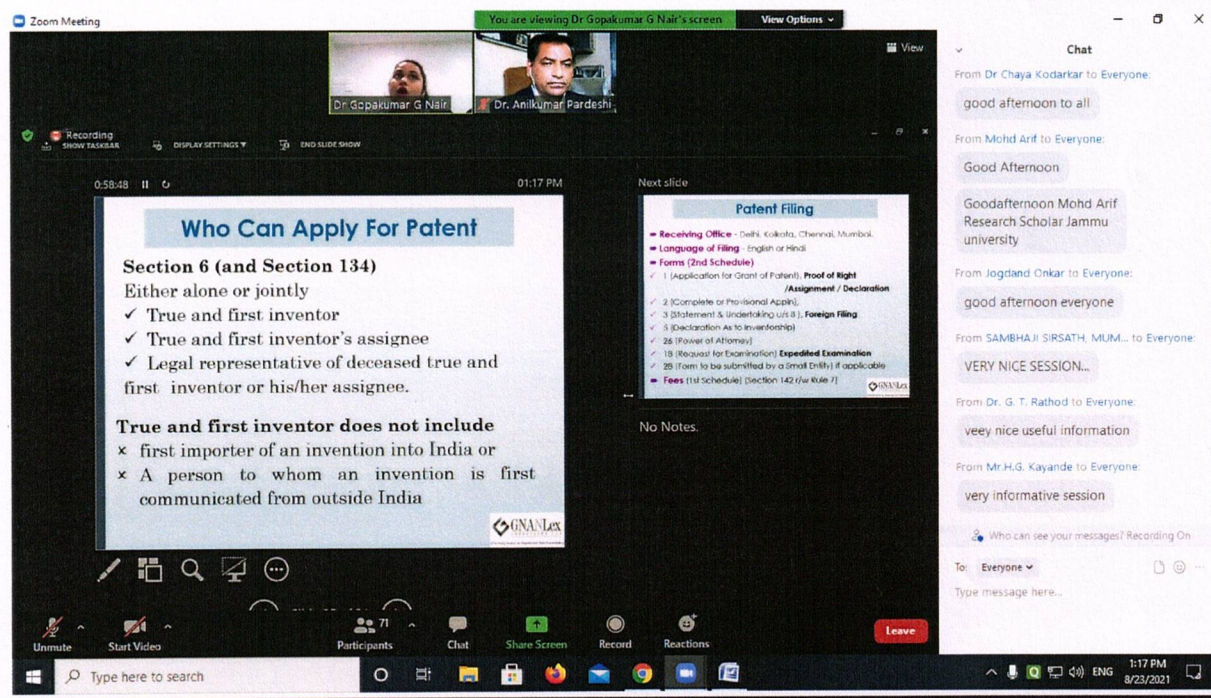 Zoom Meeting
You are viewing Dr Gopakumar G Nair's screen
View Options
View
Dr Gopakumar G Nair
Dr. Anilkumar Pardeshi
Recording
SHOW TASKBAR
DISPLAY SETTINGS
END SLIDE SHOW
0:58:48
01:17 PM
Who Can Apply For Patent
Section 6 (and Section 134)
Either alone or jointly
✓ True and first inventor
✓ True and first inventor's assignee
✓ Legal representative of deceased true and
first inventor or his/her assignee.
True and first inventor does not include
× first importer of an invention into India or
× A person to whom an invention is first
communicated from outside India
GNANLex
Next slide
Patent Filing
Receiving Office - Delhi, Kolkata, Chennai, Mumbai.
Language of Filing - English or Hindi
Forms (2nd Schedule)
✓ 1 (Application for Grant of Patent), Proof of Right
/Assignment / Declaration
✓ 2 (Complete or Provisional Appln),
✓ 3 (Statement & Undertaking u/s 8), Foreign Filing
✓ 5 (Declaration As to Inventorship)
✓ 26 (Power of Attorney)
✓ 18 (Request for Examination) Expedited Examination
✓ 28 (Form to be submitted by a Small Entity) if applicable
Fees (1st Schedule) [Section 142 r/w Rule 7]
GNANLex
No Notes.
Unmute
Start Video
71
Participants
Chat
Share Screen
Record
Reactions
Leave
Chat
From Dr Chaya Kodarkar to Everyone:
good afternoon to all
From Mohd Arif to Everyone:
Good Afternoon
Goodafternoon Mohd Arif
Research Scholar Jammu
university
From Jogdand Onkar to Everyone:
good afternoon everyone
From SAMBHAJI SIRSATH, MUM... to Everyone:
VERY NICE SESSION...
From Dr. G. T. Rathod to Everyone:
veey nice useful information
From Mr.H.G. Kayande to Everyone:
very informative session
Who can see your messages? Recording On
To: Everyone
Type message here...
Type here to search
ENG
1:17 PM
8/23/2021